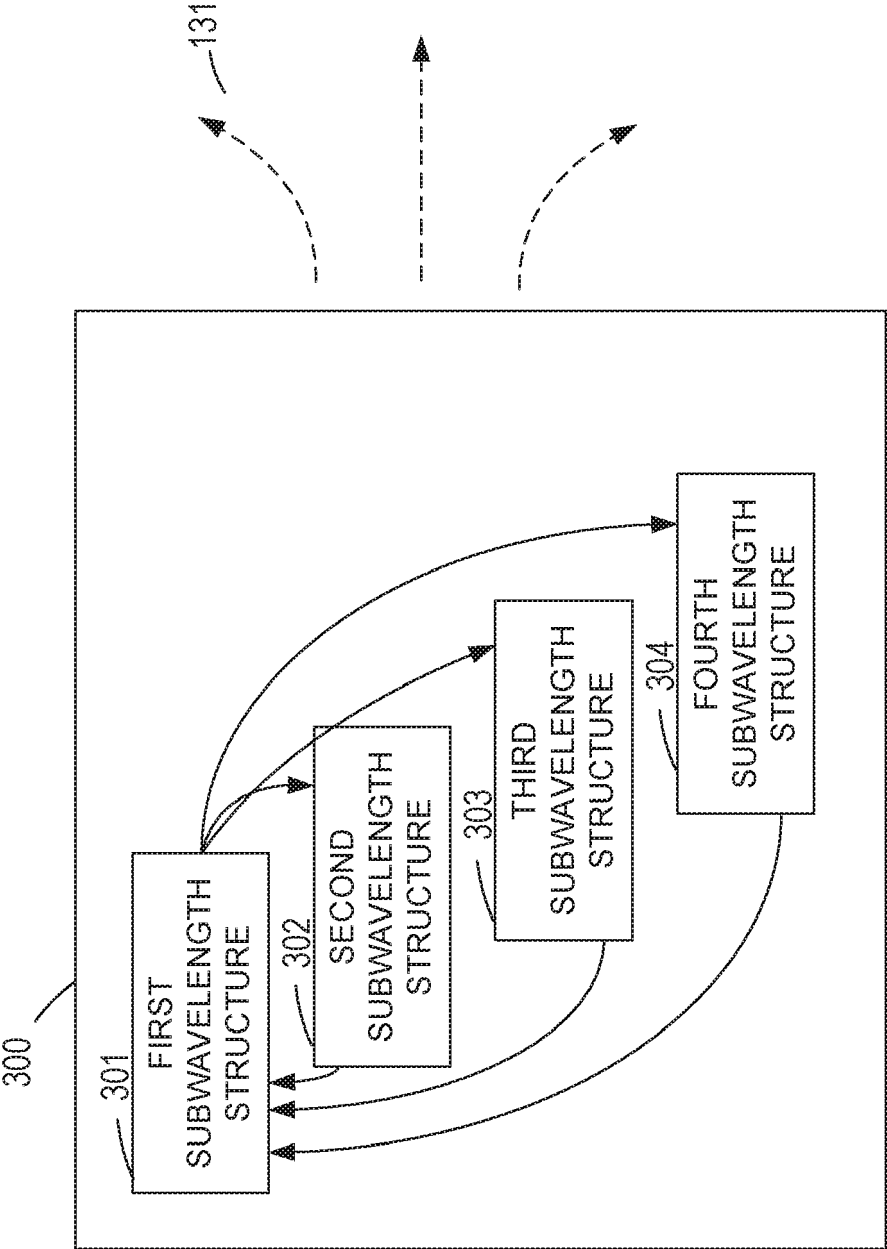 300
301
FIRST
SUBWAVELENGTH
STRUCTURE
302
SECOND
SUBWAVELENGTH
STRUCTURE
303
THIRD
SUBWAVELENGTH
STRUCTURE
304
FOURTH
SUBWAVELENGTH
STRUCTURE
131